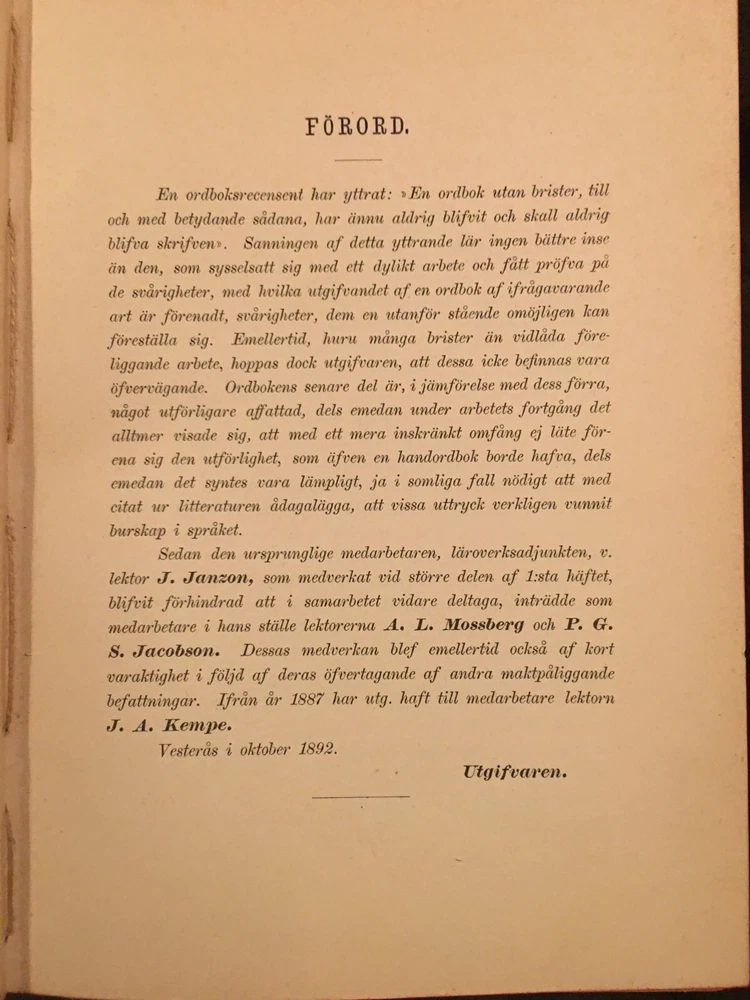 FÖRORD.
En ordboksrecensent har yttrat: »En ordbok utan brister, till
och med betydande sådana, har ännu aldrig blifvit och skall aldrig
blifva skrifven». Sanningen af detta yttrande lär ingen bättre inse
än den, som sysselsatt sig med ett dylikt arbete och fått pröfva på
de svårigheter, med hvilka utgifvandet af en ordbok af ifrågavarande
art är förenadt, svårigheter, dem en utanför stående omöjligen kan
föreställa sig. Emellertid, huru många brister än vidlåda före-
liggande arbete, hoppas dock utgifvaren, att dessa icke befinnas vara
öfvervägande. Ordbokens senare del är, i jämförelse med dess förra,
något utförligare affattad, dels emedan under arbetets fortgång det
alltmer visade sig, att med ett mera inskränkt omfång ej läte för-
ena sig den utförlighet, som äfven en handordbok borde hafva, dels
emedan det syntes vara lämpligt, ja i somliga fall nödigt att med
citat ur litteraturen ådagalägga, att vissa uttryck verkligen vunnit
burskap i språket.
Sedan den ursprunglige medarbetaren, läroverksadjunkten, v.
lektor J. Janzon, som medverkat vid större delen af 1:sta häftet,
blifvit förhindrad att i samarbetet vidare deltaga, inträdde som
medarbetare i hans ställe lektorerna A. L. Mossberg och P. G.
S. Jacobson. Dessas medverkan blef emellertid också af kort
varaktighet i följd af deras öfvertagande af andra maktpåliggande
befattningar. Ifrån år 1887 har utg. haft till medarbetare lektorn
J. A. Kempe.
Vesterås i oktober 1892.
Utgifvaren.